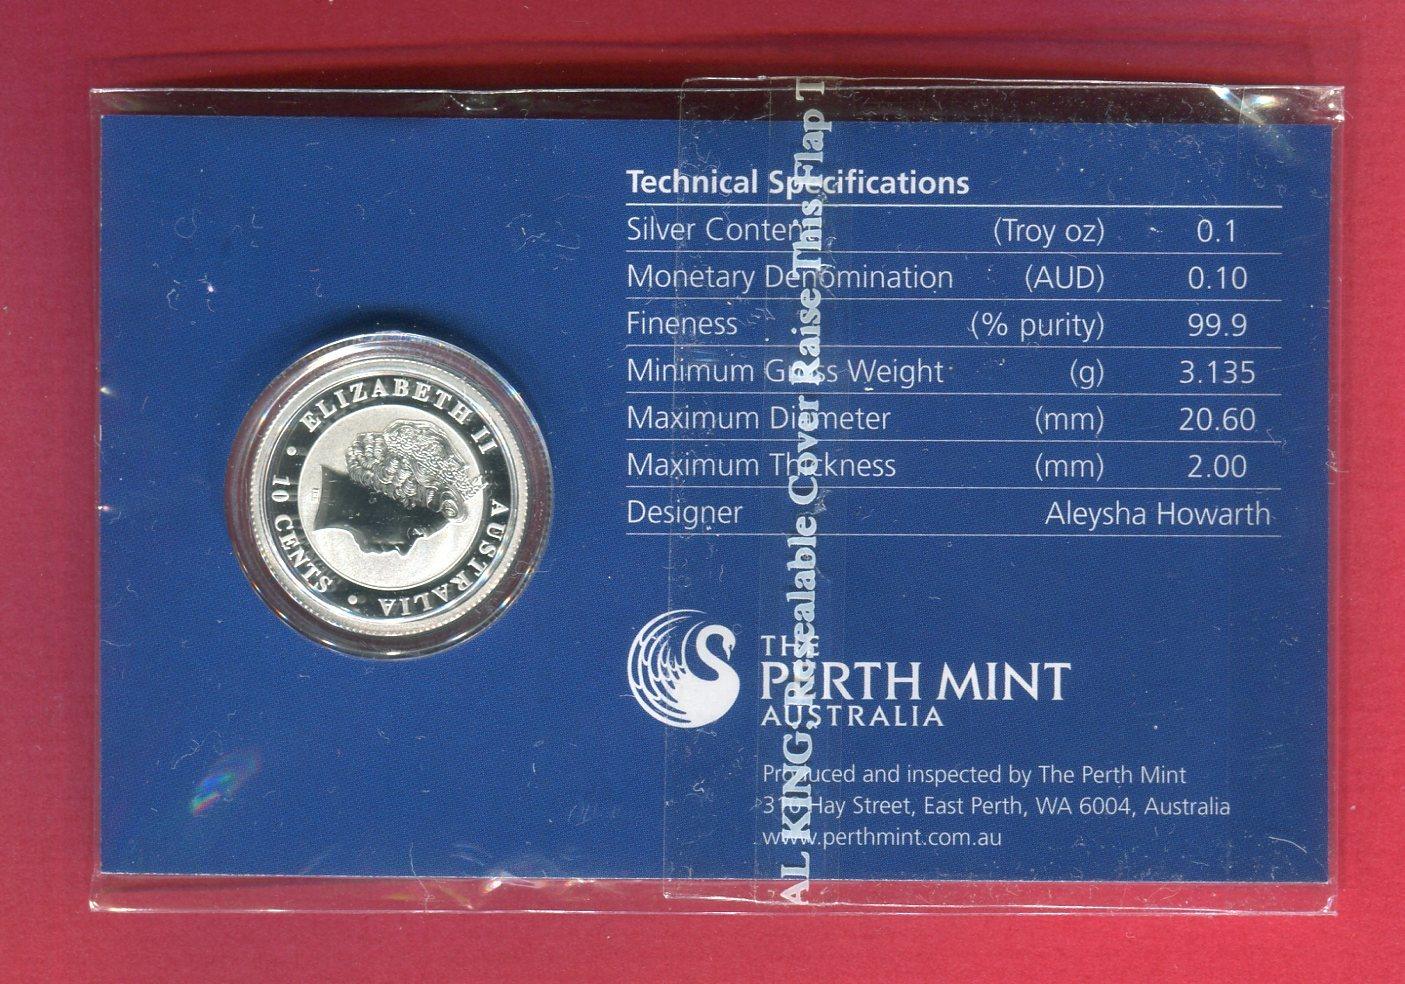 Technical Specifications
Silver Content (Troy oz) 0.1
Monetary Denomination (AUD) 0.10
Fineness (% purity) 99.9
Minimum Gross Weight (g) 3.135
Maximum Diameter (mm) 20.60
Maximum Thickness (mm) 2.00
Designer Aleysha Howarth
THE
PERTH MINT
AUSTRALIA
Produced and inspected by The Perth Mint
310 Hay Street, East Perth, WA 6004, Australia
www.perthmint.com.au
ELIZABETH II AUSTRALIA • 10 CENTS •
AL KING: Resealable Cover Raise This Flap T